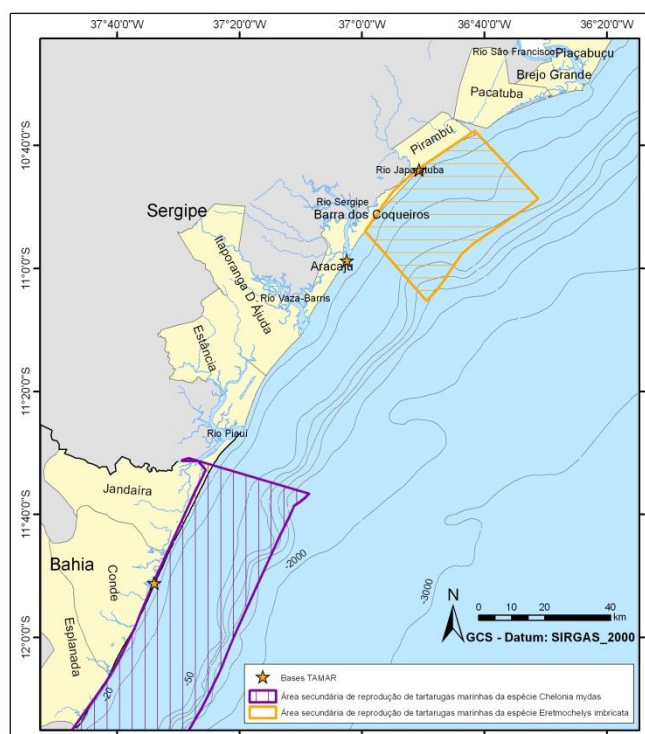 37°40'0"W 37°20'0"W 37°0'0"W 36°40'0"W 36°20'0"W
Rio São Francisco
Piaçabuçu
Brejo Grande
Pacatuba
Pirambú
10°40'0"S
Rio Japaratuba
Rio Sergipe
Sergipe
Barra dos Coqueiros
Itaporanga D´Ájuda
Aracajú
11°0'0"S
Rio Vaza-Barris
Estância
11°20'0"S
Rio Piauí
Jandaíra
11°40'0"S
Bahia
Conde
-2000
-3000
N
0 20 40
km
GCS - Datum: SIRGAS_2000
Esplanada
12°0'0"S
-20
-50
Bases TAMAR
Área secundária de reprodução de tartarugas marinhas da espécie Chelonia mydas
Área secundária de reprodução de tartarugas marinhas da espécie Eretmochelys imbricata